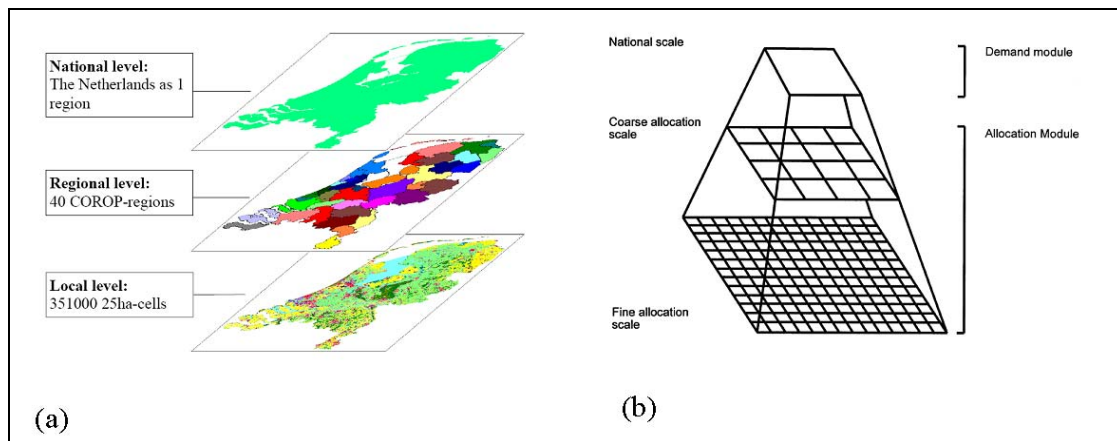 National level:
The Netherlands as 1
region
Regional level:
40 COROP-regions
Local level:
351000 25ha-cells
(a)
National scale
Demand module
Coarse allocation
scale
Allocation Module
Fine allocation
scale
(b)